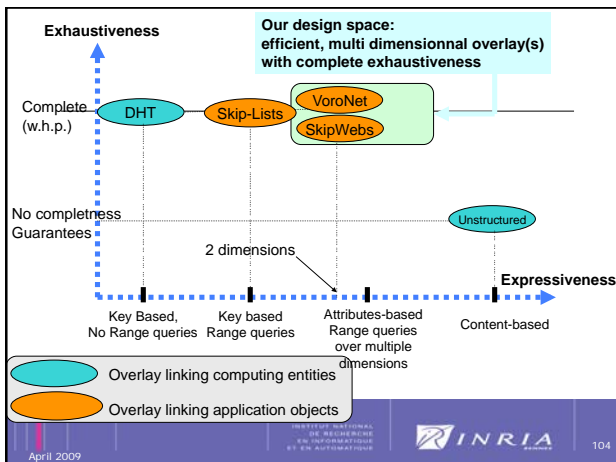 Exhaustiveness
Our design space:
efficient, multi dimensionnal overlay(s)
with complete exhaustiveness
Complete
(w.h.p.)
DHT
Skip-Lists
VoroNet
SkipWebs
No completness
Guarantees
Unstructured
2 dimensions
Expressiveness
Key Based,
No Range queries
Key based
Range queries
Attributes-based
Range queries
over multiple
dimensions
Content-based
Overlay linking computing entities
Overlay linking application objects
INSTITUT NATIONAL
DE RECHERCHE
EN INFORMATIQUE
ET EN AUTOMATIQUE
INRIA
RENNES
April 2009
104